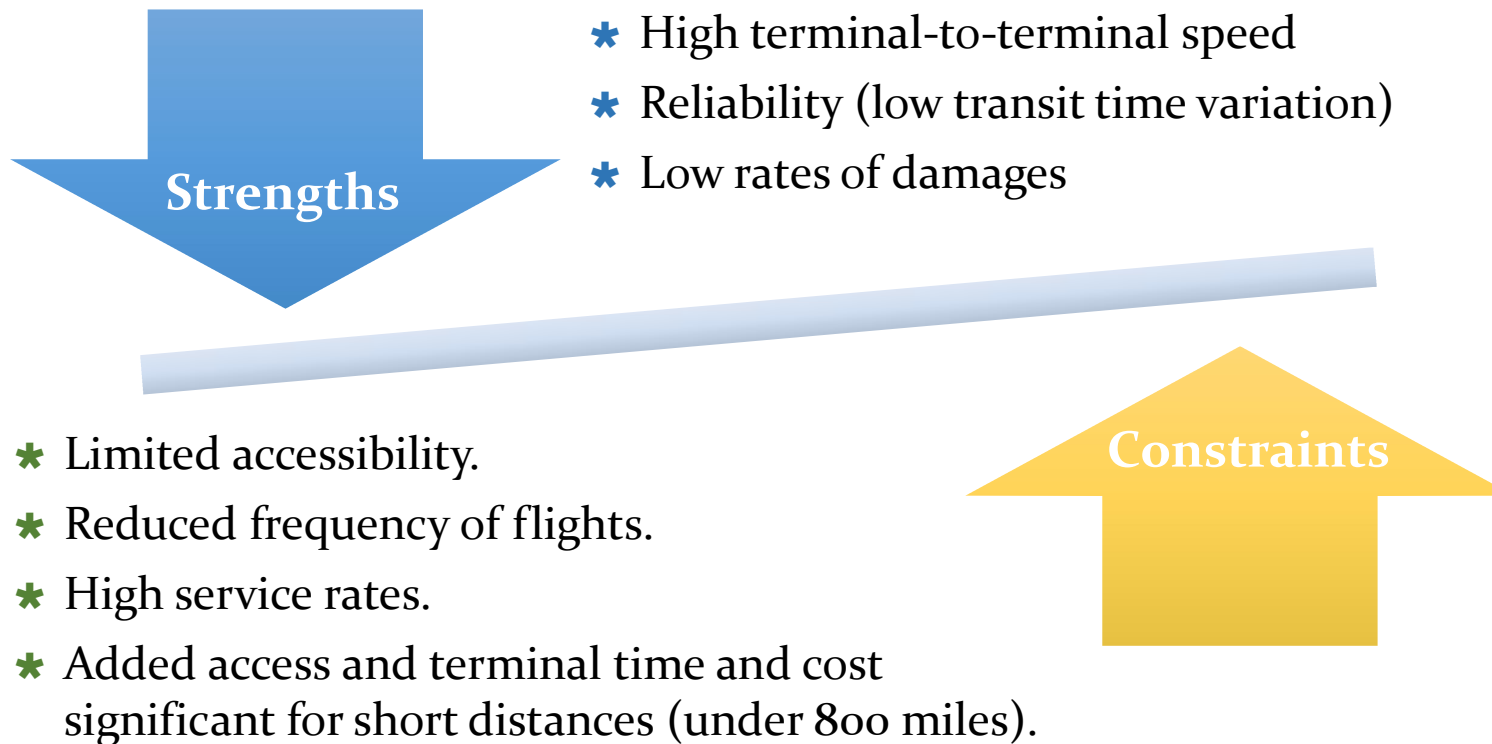 Strengths
* High terminal-to-terminal speed
* Reliability (low transit time variation)
* Low rates of damages
Constraints
* Limited accessibility.
* Reduced frequency of flights.
* High service rates.
* Added access and terminal time and cost
significant for short distances (under 800 miles).